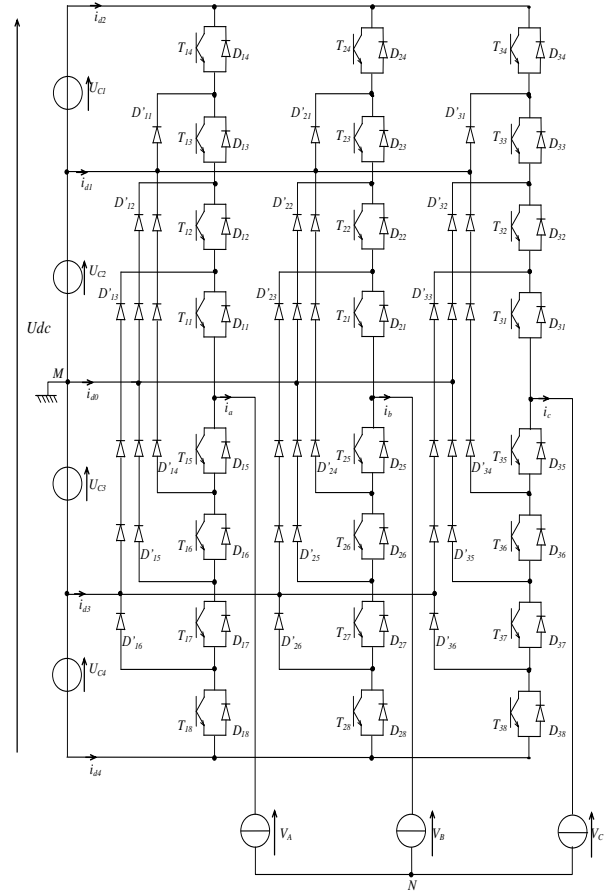 i_d2
T_14 D_14 T_24 D_24 T_34 D_34
U_C1
D'_11 D'_21 D'_31
T_13 D_13 T_23 D_23 T_33 D_33
i_d1
D'_12 D'_22 D'_32
T_12 D_12 T_22 D_22 T_32 D_32
U_C2
D'_13 D'_23 D'_33
T_11 D_11 T_21 D_21 T_31 D_31
Udc
M
i_d0
i_a i_b i_c
T_15 D_15 T_25 D_25 T_35 D_35
D'_14 D'_24 D'_34
U_C3
T_16 D_16 T_26 D_26 T_36 D_36
D'_15 D'_25 D'_35
i_d3
T_17 D_17 T_27 D_27 T_37 D_37
D'_16 D'_26 D'_36
U_C4
T_18 D_18 T_28 D_28 T_38 D_38
i_d4
V_A V_B V_C
N